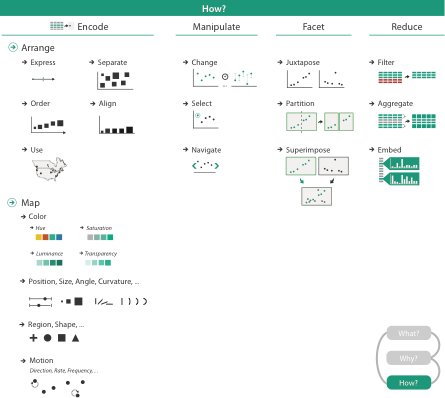 How?
Encode
Manipulate
Facet
Reduce
Arrange
Express
Separate
Order
Align
Use
Change
Select
Navigate
Juxtapose
Partition
Superimpose
Filter
Aggregate
Embed
Map
Color
Hue
Saturation
Luminance
Transparency
Position, Size, Angle, Curvature, ...
Region, Shape, ...
Motion
Direction, Rate, Frequency, ...
What?
Why?
How?